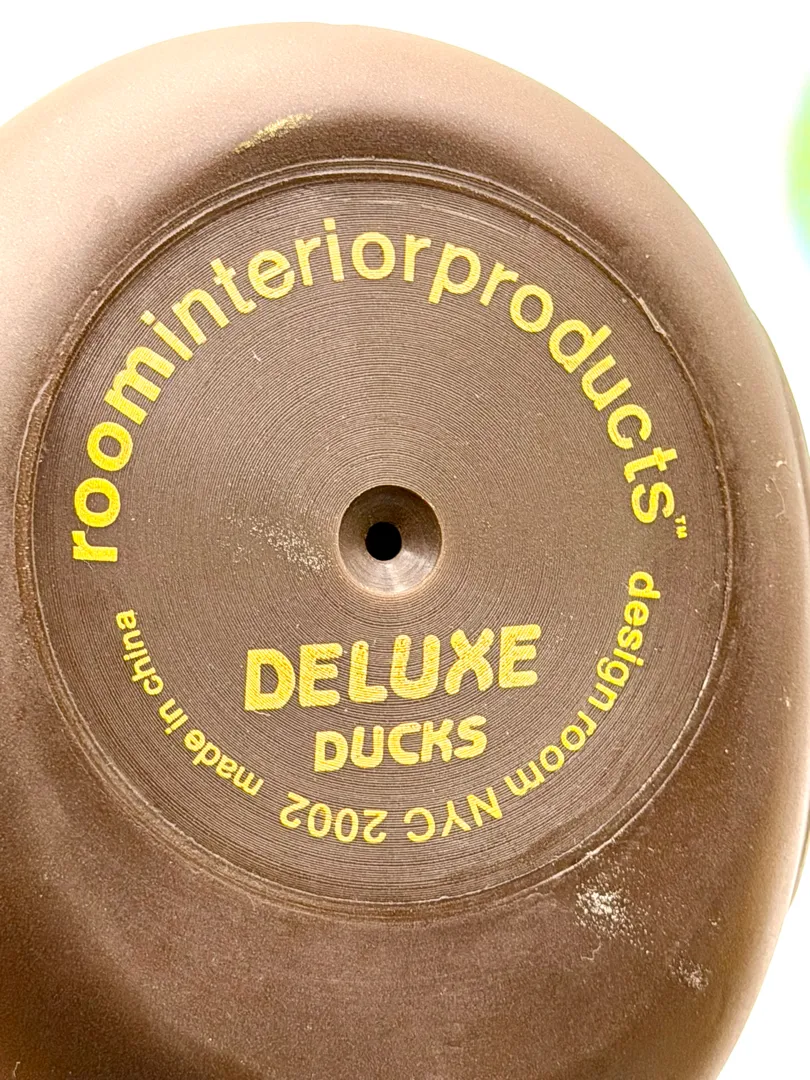 roominteriorproducts™
design room NYC 2002 made in china
DELUXE
DUCKS